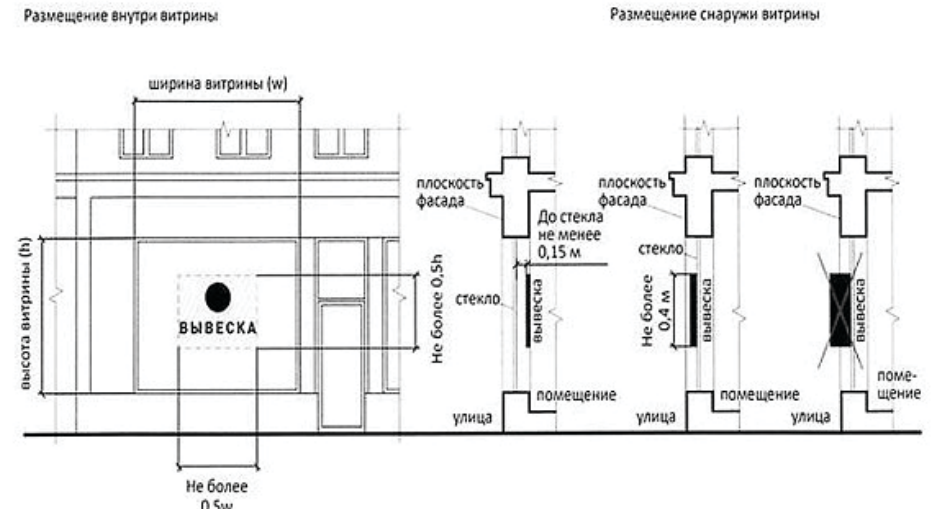 Размещение внутри витрины
Размещение снаружи витрины
ширина витрины (w)
высота витрины (h)
ВЫВЕСКА
Не более 0,5h
Не более
0,5w
плоскость
фасада
До стекла
не менее
0,15 м
стекло
вывеска
помещение
улица
плоскость
фасада
стекло
Не более
0,4 м
вывеска
помещение
улица
плоскость
фасада
вывеска
поме-
щение
улица